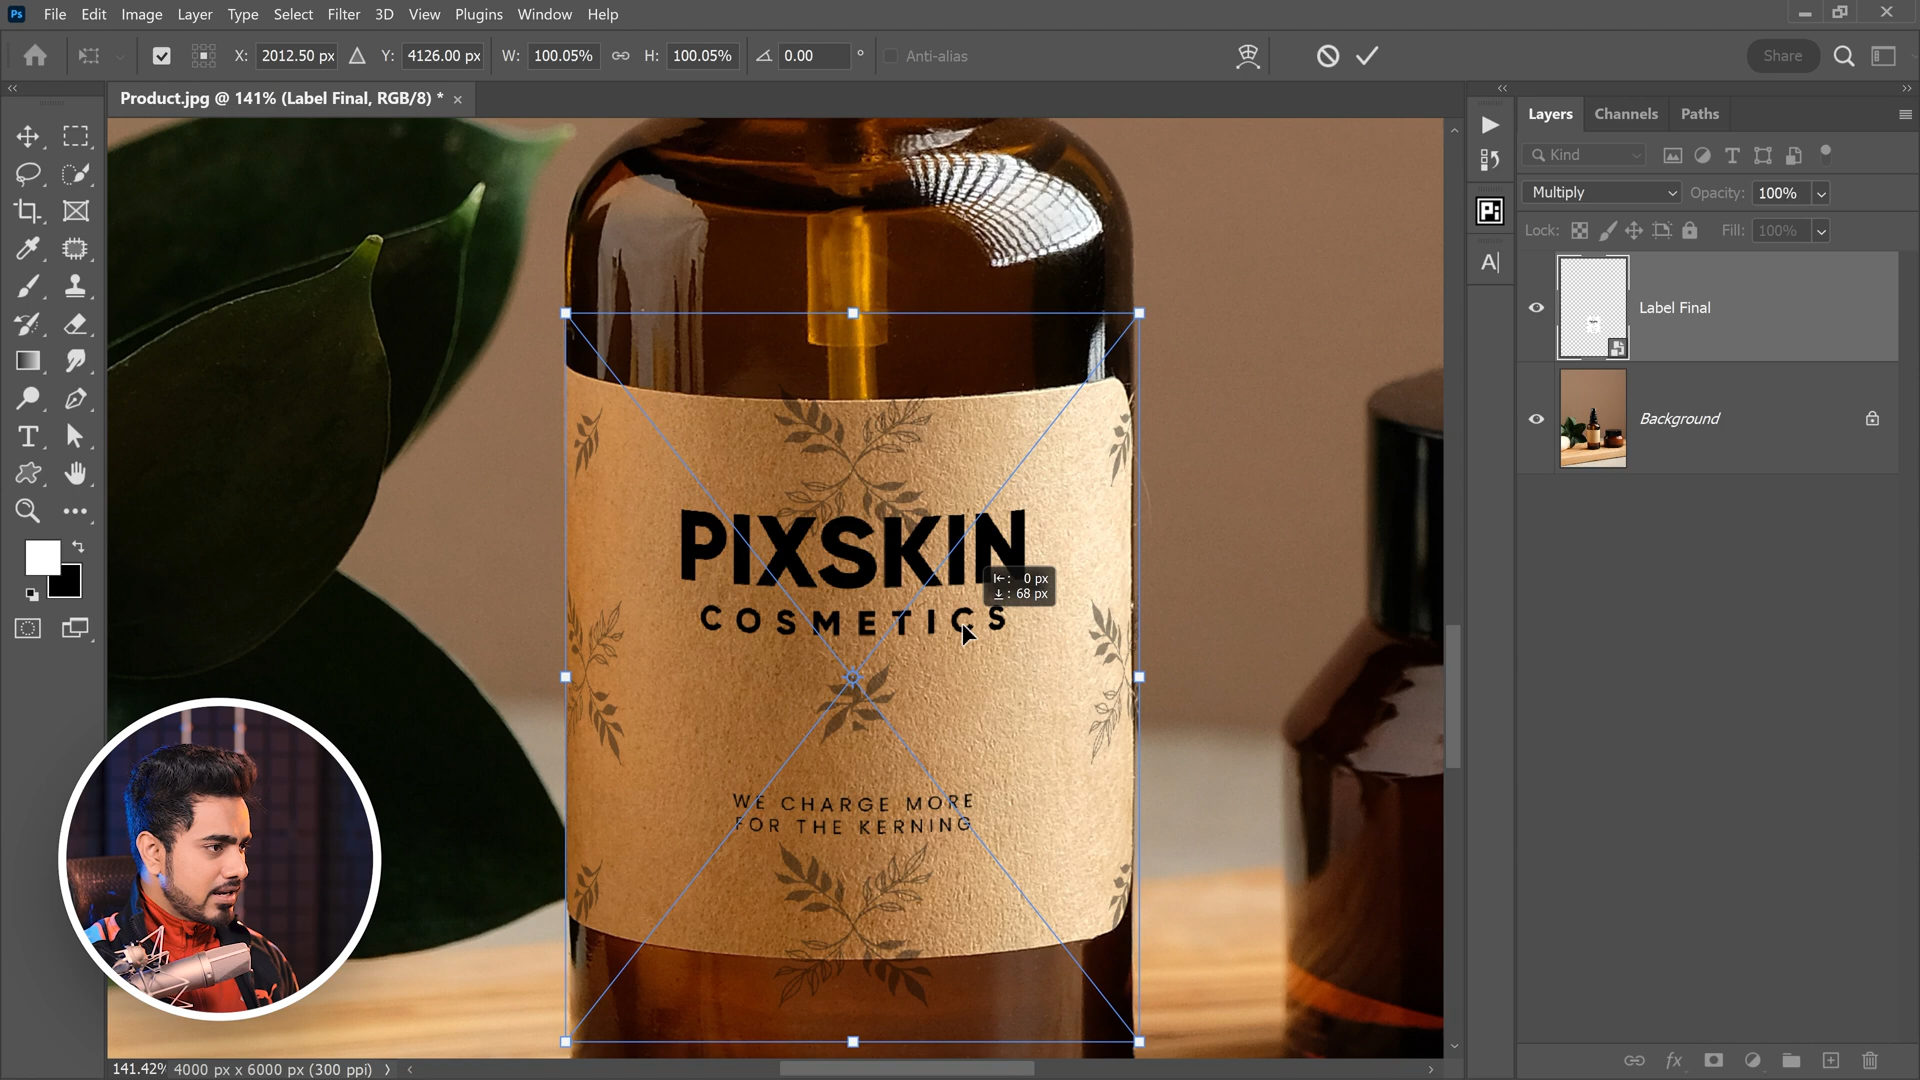 Ps File Edit Image Layer Type Select Filter 3D View Plugins Window Help
X: 2012.50 px Y: 4126.00 px W: 100.05% H: 100.05% 0.00 ° Anti-alias Share
Product.jpg @ 141% (Label Final, RGB/8) *
Layers Channels Paths
Kind
Multiply Opacity: 100%
Lock: Fill: 100%
Pi
A|
Label Final
Background
PIXSKIN
COSMETICS
0 px
: 68 px
WE CHARGE MORE
FOR THE KERNING
141.42% 4000 px x 6000 px (300 ppi)
fx